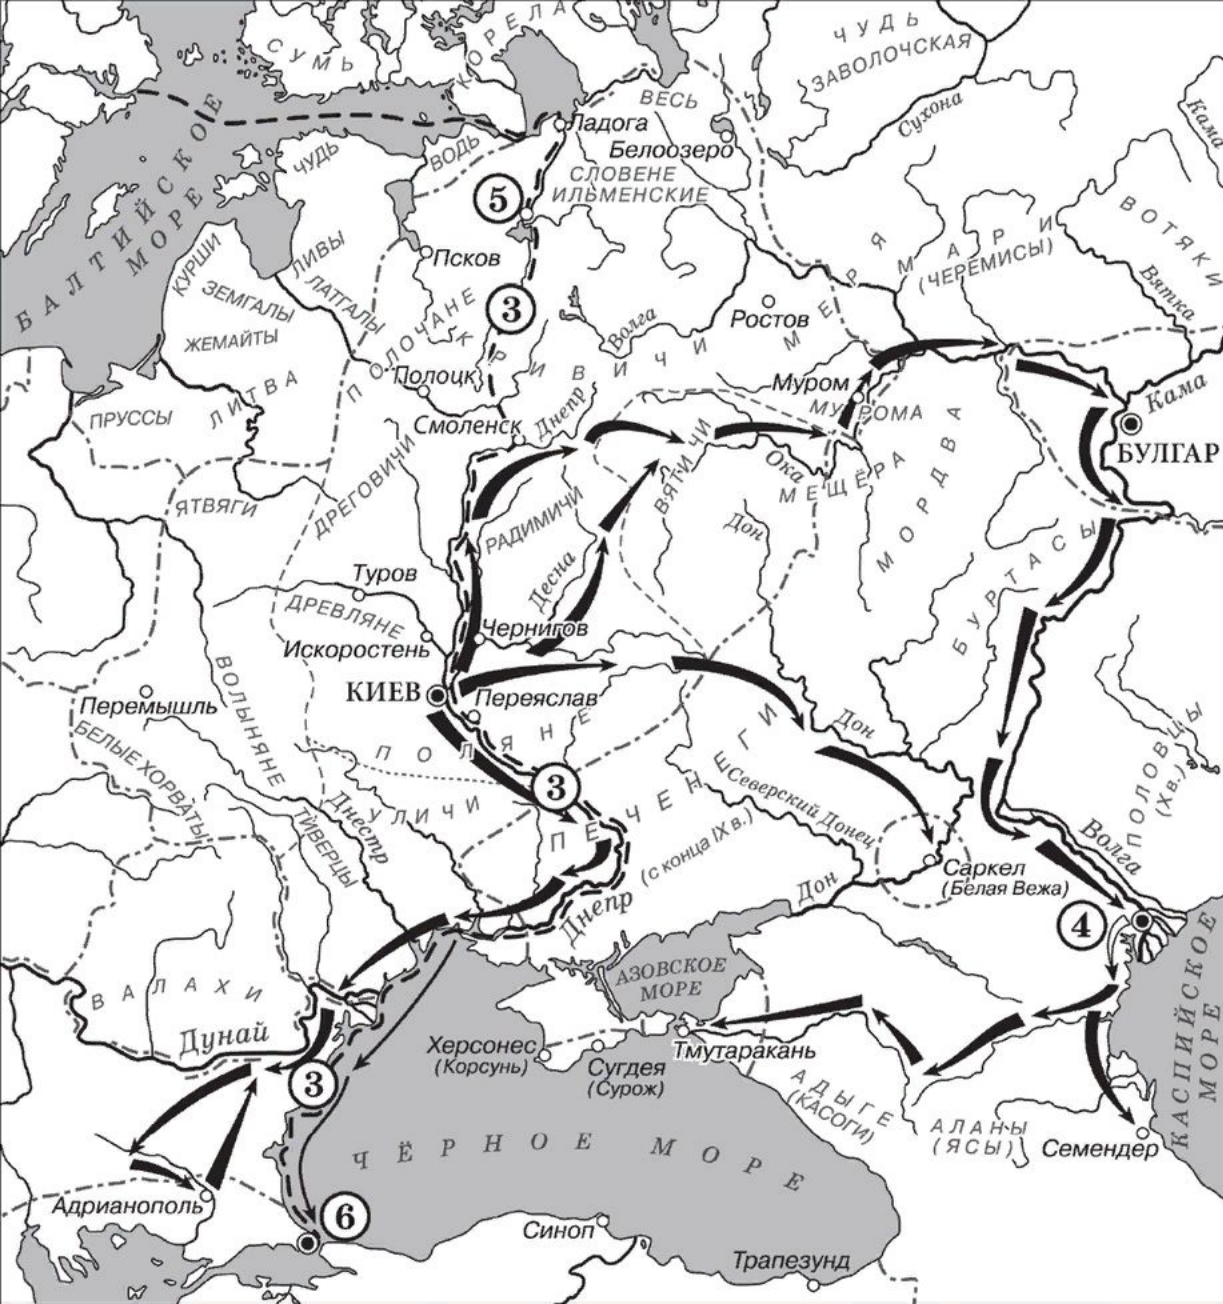 СУМЬ
КОРЕЛА
ЧУДЬ
ЗАВОЛОЧСКАЯ
ВЕСЬ
Сухона
Кама
БАЛТИЙСКОЕ
МОРЕ
ЧУДЬ
ВОДЬ
Ладога
Белоозеро
СЛОВЕНЕ
ИЛЬМЕНСКИЕ
5
ВОТЯКИ
МАРИ
(ЧЕРЕМИСЫ)
Вятка
КУРШИ
ЛИВЫ
Псков
ЗЕМГАЛЫ
ЛАТГАЛЫ
ЖЕМАЙТЫ
3
Волга
Ростов
МЕРЯ
ПОЛОЧАНЕ
КРИВИЧИ
Полоцк
ЛИТВА
ПРУССЫ
Смоленск
Днепр
Муром
МУРОМА
Кама
БУЛГАР
ЯТВЯГИ
ДРЕГОВИЧИ
РАДИМИЧИ
ВЯТИЧИ
Ока
МЕЩЁРА
МОРДВА
Дон
БУРТАСЫ
Десна
Туров
ДРЕВЛЯНЕ
Искоростень
Чернигов
КИЕВ
Переяслав
Перемышль
ВОЛЫНЯНЕ
БЕЛЫЕ ХОРВАТЫ
ПОЛЯНЕ
3
УЛИЧИ
Днестр
ТИВЕРЦЫ
ПЕЧЕНЕГИ
(с конца IX в.)
Дон
Северский Донец
ПОЛОВЦЫ
(X в.)
Волга
Саркел
(Белая Вежа)
Дон
Днепр
4
АЗОВСКОЕ
МОРЕ
КАСПИЙСКОЕ
МОРЕ
ВАЛАХИ
Дунай
3
Херсонес
(Корсунь)
Сугдея
(Сурож)
Тмутаракань
АДЫГЕ
(КАСОГИ)
АЛАНЫ
(ЯСЫ)
Семендер
ЧЁРНОЕ МОРЕ
Адрианополь
6
Синоп
Трапезунд